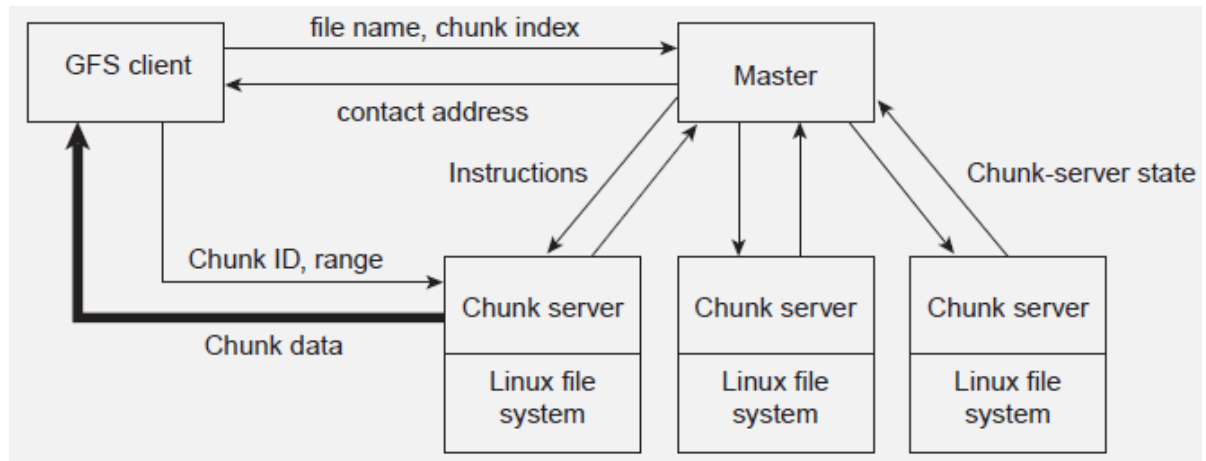 file name, chunk index
GFS client
Master
contact address
Instructions
Chunk-server state
Chunk ID, range
Chunk server
Chunk server
Chunk server
Chunk data
Linux file
system
Linux file
system
Linux file
system